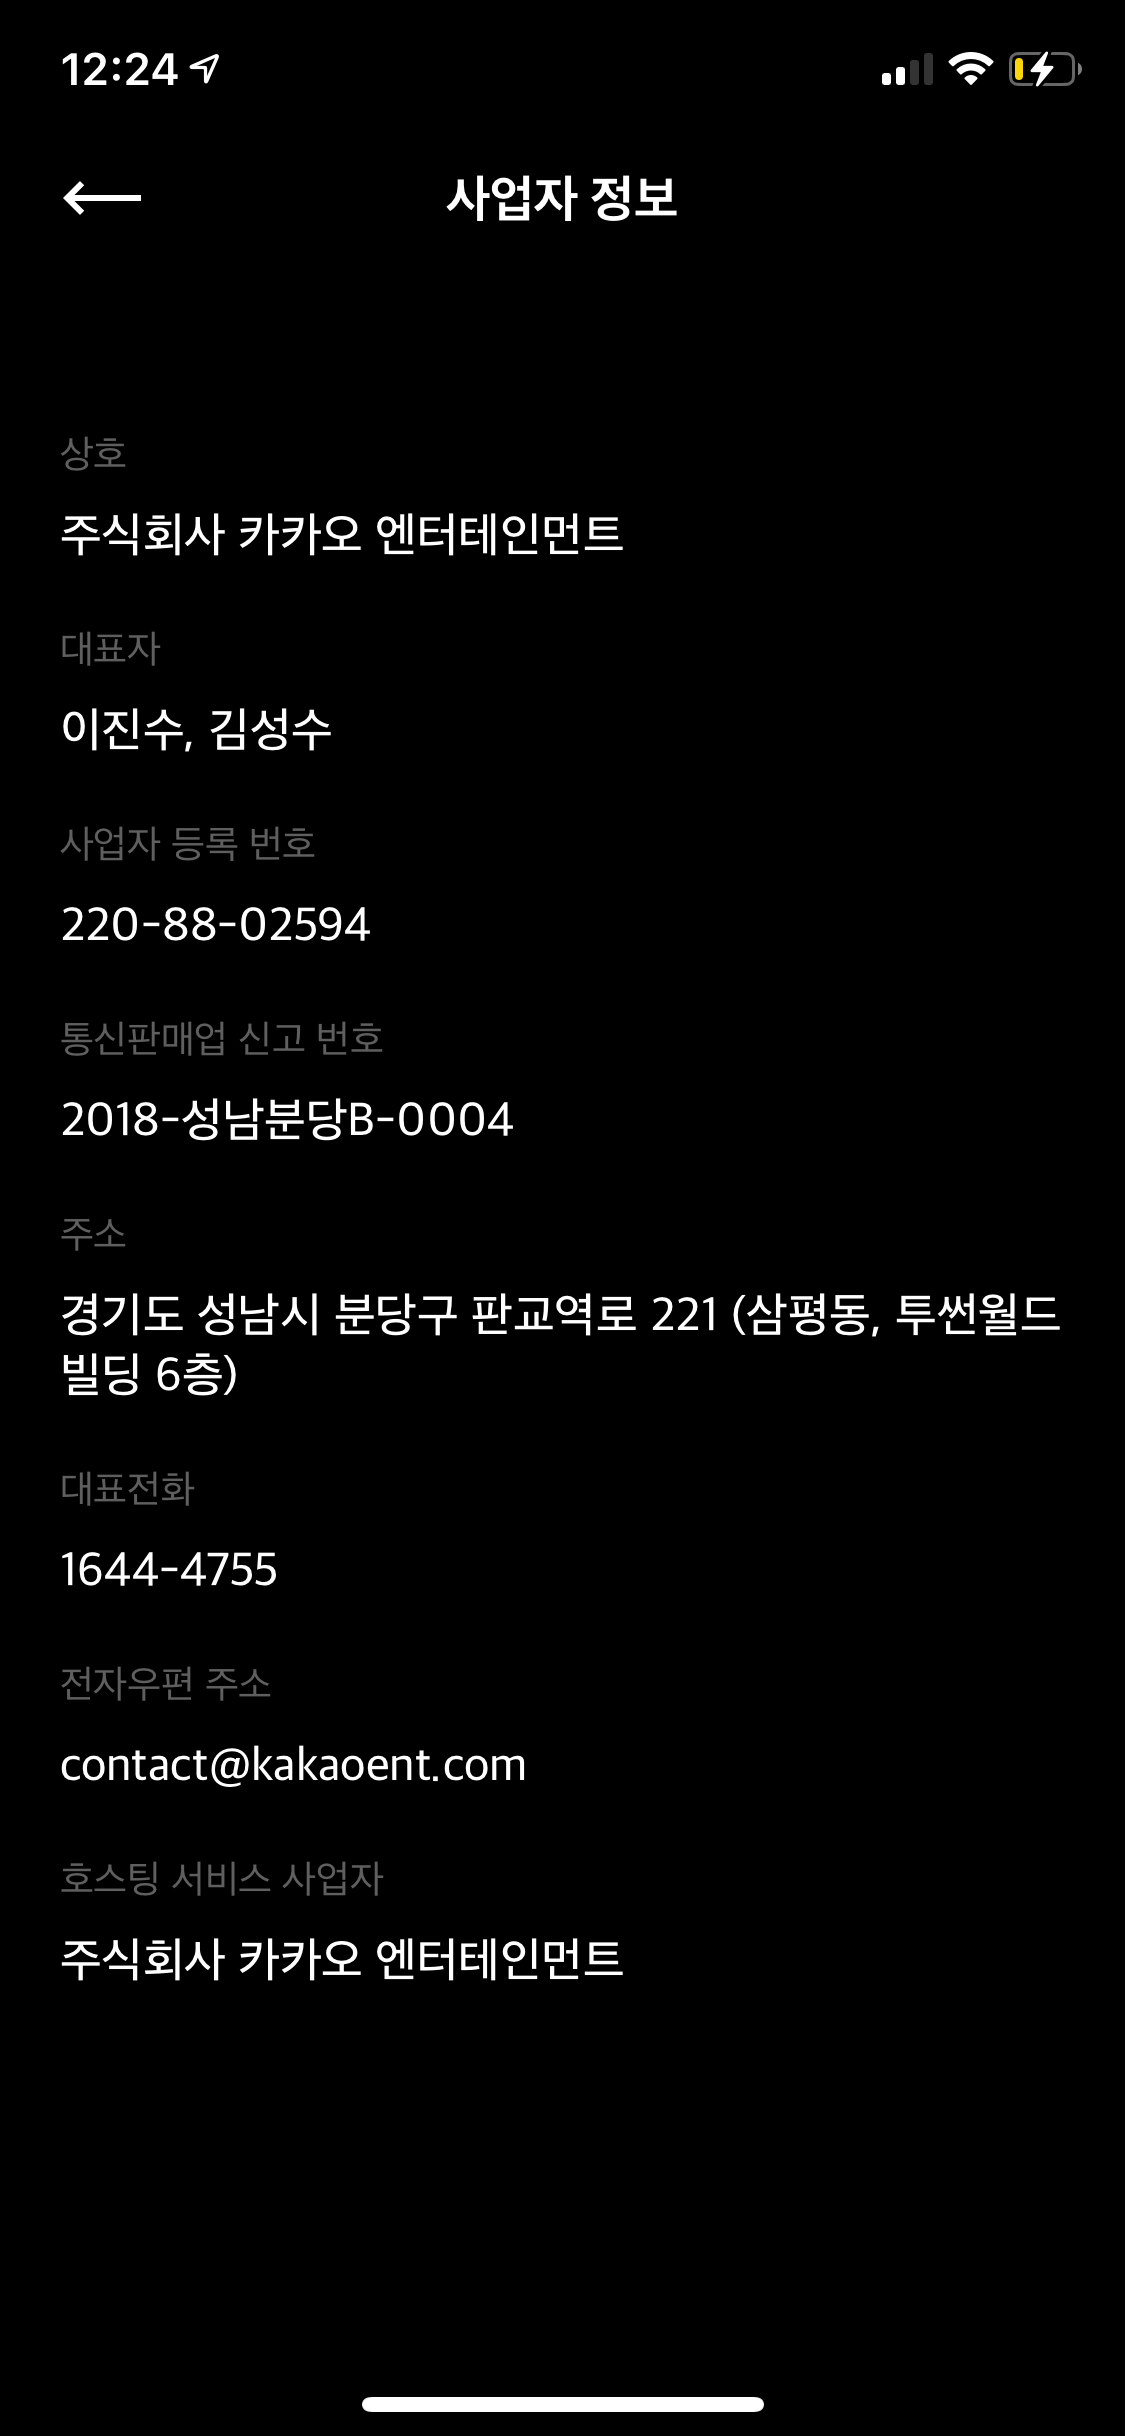 12:24
사업자 정보
상호
주식회사 카카오 엔터테인먼트
대표자
이진수, 김성수
사업자 등록 번호
220-88-02594
통신판매업 신고 번호
2018-성남분당B-0004
주소
경기도 성남시 분당구 판교역로 221 (삼평동, 투썬월드
빌딩 6층)
대표전화
1644-4755
전자우편 주소
contact@kakaoent.com
호스팅 서비스 사업자
주식회사 카카오 엔터테인먼트